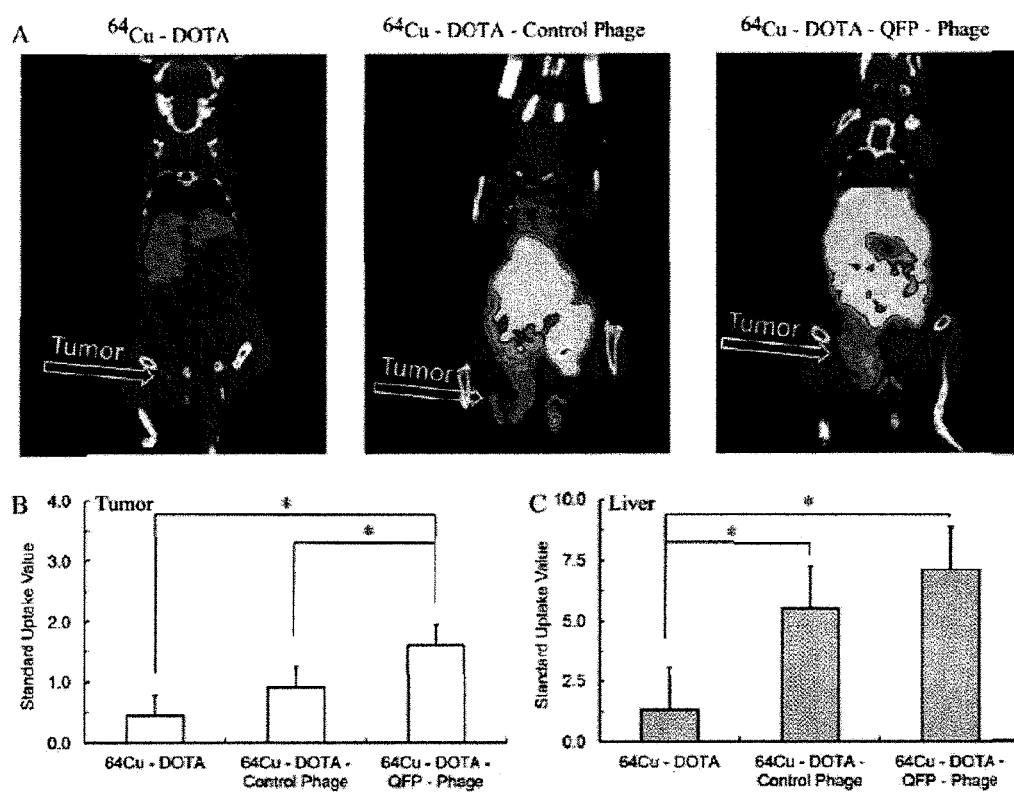 A
64Cu - DOTA
64Cu - DOTA - Control Phage
64Cu - DOTA - QFP - Phage
Tumor
Tumor
Tumor
B
Tumor
Standard Uptake Value
4.0
3.0
2.0
1.0
0.0
*
*
64Cu - DOTA
64Cu - DOTA -
Control Phage
64Cu - DOTA -
QFP - Phage
C
Liver
Standard Uptake Value
10.0
7.5
5.0
2.5
0.0
*
*
64Cu - DOTA
64Cu - DOTA -
Control Phage
64Cu - DOTA -
QFP - Phage